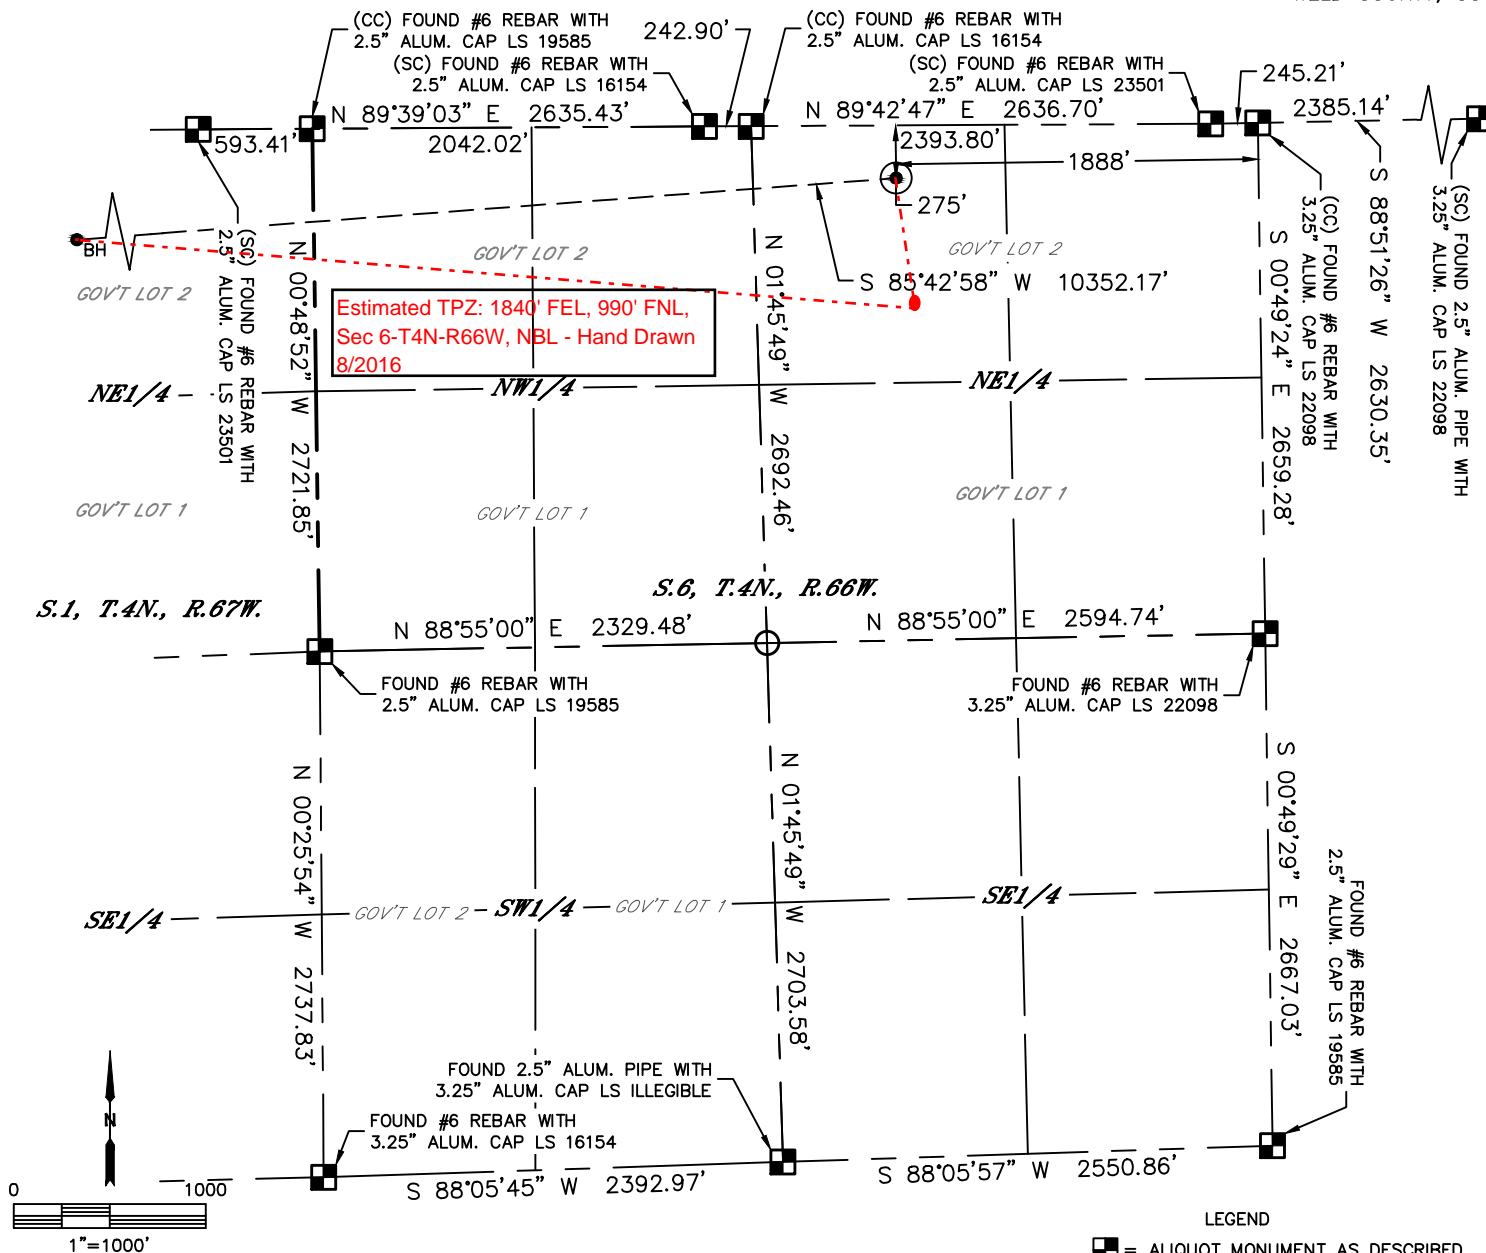 (CC) FOUND #6 REBAR WITH
2.5" ALUM. CAP LS 19585
242.90'
(CC) FOUND #6 REBAR WITH
2.5" ALUM. CAP LS 16154
(SC) FOUND #6 REBAR WITH
2.5" ALUM. CAP LS 16154
(SC) FOUND #6 REBAR WITH
2.5" ALUM. CAP LS 23501
245.21'
N 89°39'03" E 2635.43'
N 89°42'47" E 2636.70'
2385.14'
593.41'
2042.02'
2393.80'
1888'
275'
BH
GOV'T LOT 2
GOV'T LOT 2
GOV'T LOT 2
S 85°42'58" W 10352.17'
(SC) FOUND #6 REBAR WITH
2.5" ALUM. CAP LS 23501
N 00°48'52" W 2721.85'
N 01°45'49" W 2692.46'
S 00°49'24" E 2659.28'
(CC) FOUND #6 REBAR WITH
3.25" ALUM. CAP LS 22098
S 88°51'26" W 2630.35'
(SC) FOUND 2.5" ALUM. PIPE WITH
3.25" ALUM. CAP LS 22098
Estimated TPZ: 1840' FEL, 990' FNL,
Sec 6-T4N-R66W, NBL - Hand Drawn
8/2016
NE1/4
NW1/4
NE1/4
GOV'T LOT 1
GOV'T LOT 1
GOV'T LOT 1
S.1, T.4N., R.67W.
S.6, T.4N., R.66W.
N 88°55'00" E 2329.48'
N 88°55'00" E 2594.74'
FOUND #6 REBAR WITH
2.5" ALUM. CAP LS 19585
FOUND #6 REBAR WITH
3.25" ALUM. CAP LS 22098
N 00°25'54" W 2737.83'
N 01°45'49" W 2703.58'
S 00°49'29" E 2667.03'
FOUND #6 REBAR WITH
2.5" ALUM. CAP LS 19585
SE1/4
GOV'T LOT 2
SW1/4
GOV'T LOT 1
SE1/4
FOUND 2.5" ALUM. PIPE WITH
3.25" ALUM. CAP LS ILLEGIBLE
FOUND #6 REBAR WITH
3.25" ALUM. CAP LS 16154
N
S 88°05'45" W 2392.97'
S 88°05'57" W 2550.86'
0 1000
1"=1000'
LEGEND
= ALIQUOT MONUMENT AS DESCRIBED